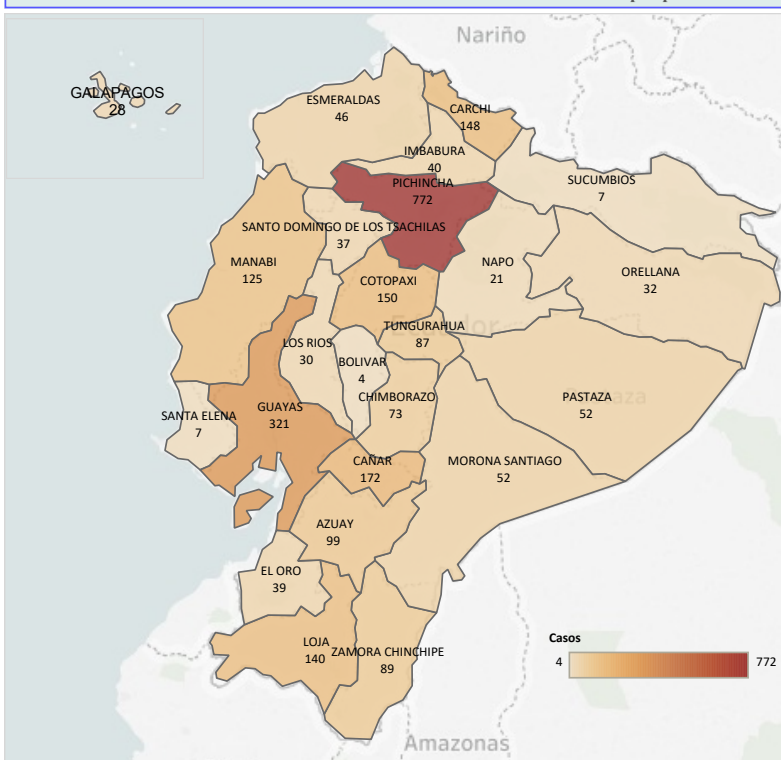 Nariño
GALAPAGOS
28
ESMERALDAS
46
CARCHI
148
IMBABURA
40
PICHINCHA
772
SUCUMBIOS
7
SANTO DOMINGO DE LOS TSACHILAS
37
MANABI
125
COTOPAXI
150
NAPO
21
ORELLANA
32
Ecuador
TUNGURAHUA
87
LOS RIOS
30
BOLIVAR
4
CHIMBORAZO
73
Pastaza
PASTAZA
52
SANTA ELENA
7
GUAYAS
321
CAÑAR
172
MORONA SANTIAGO
52
AZUAY
99
EL ORO
39
LOJA
140
ZAMORA CHINCHIPE
89
Casos
4
772
Amazonas